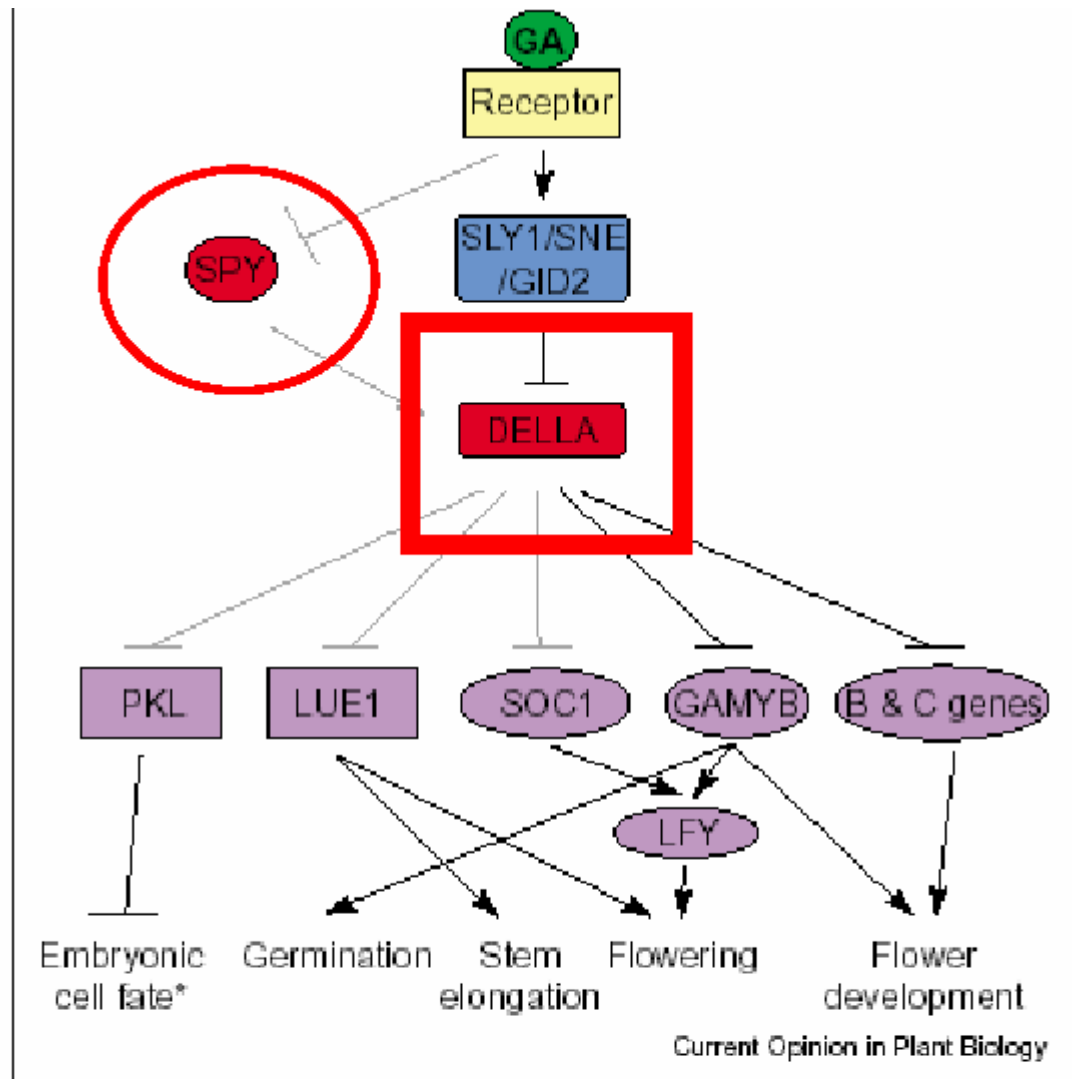 GA
Receptor
SPY
SLY1/SNE
/GID2
DELLA
PKL
LUE1
SOC1
GAMYB
B & C genes
LFY
Embryonic
cell fate*
Germination
Stem
elongation
Flowering
Flower
development
Current Opinion in Plant Biology